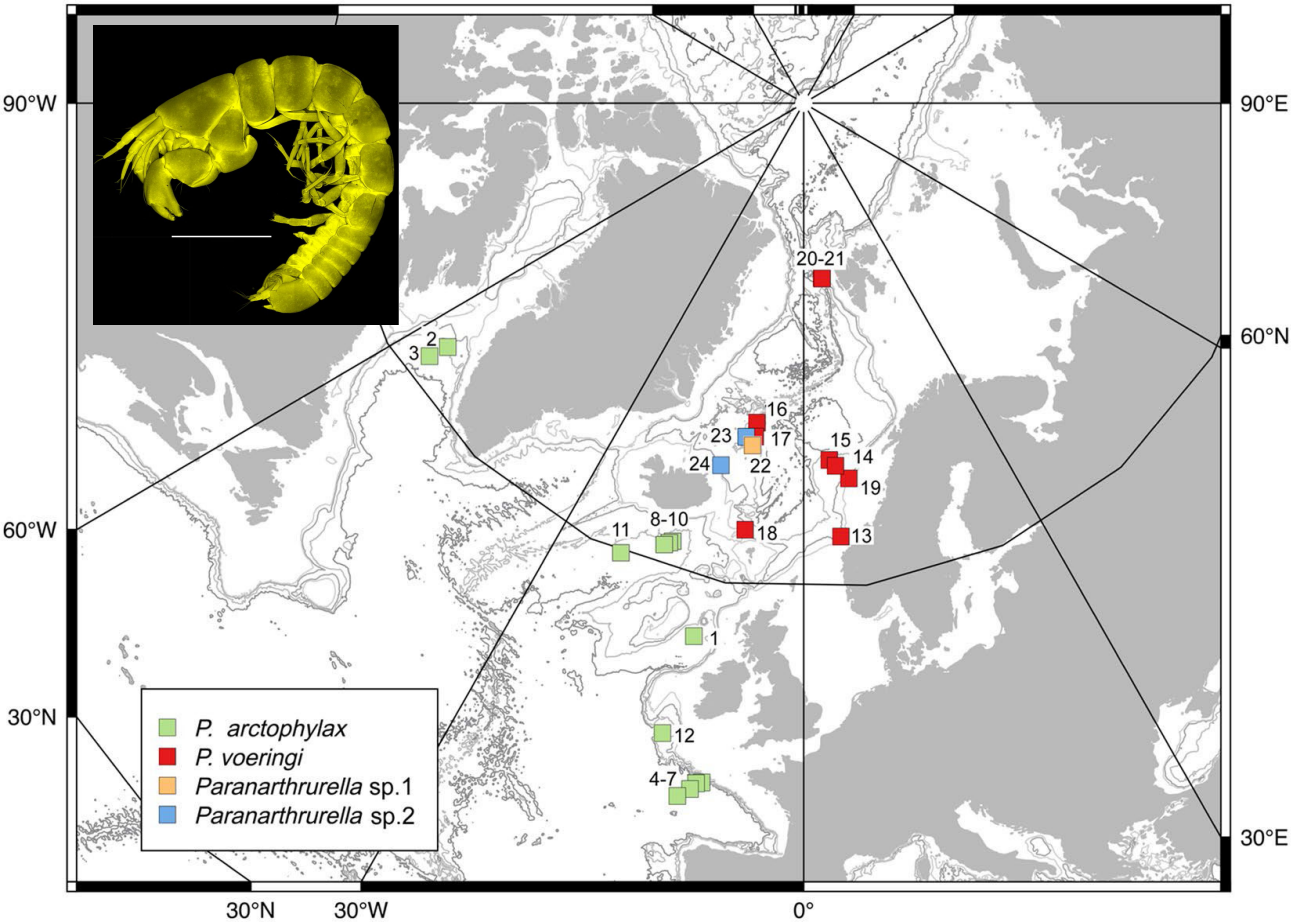 90°W
90°E
20-21
60°N
2
3
16
23
17
15
22
14
24
19
60°W
8-10
11
18
13
1
30°N
P. arctophylax
12
P. voeringi
4-7
Paranarthrurella sp.1
Paranarthrurella sp.2
30°E
30°N
30°W
0°